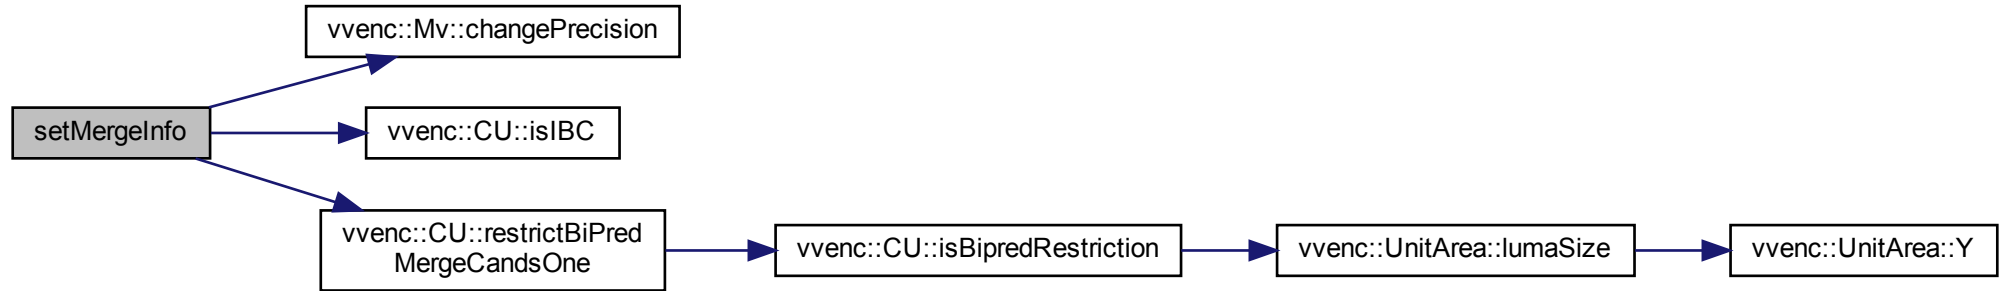 vvenc::Mv::changePrecision
setMergeInfo
vvenc::CU::isIBC
vvenc::CU::restrictBiPred
MergeCandsOne
vvenc::CU::isBipredRestriction
vvenc::UnitArea::lumaSize
vvenc::UnitArea::Y